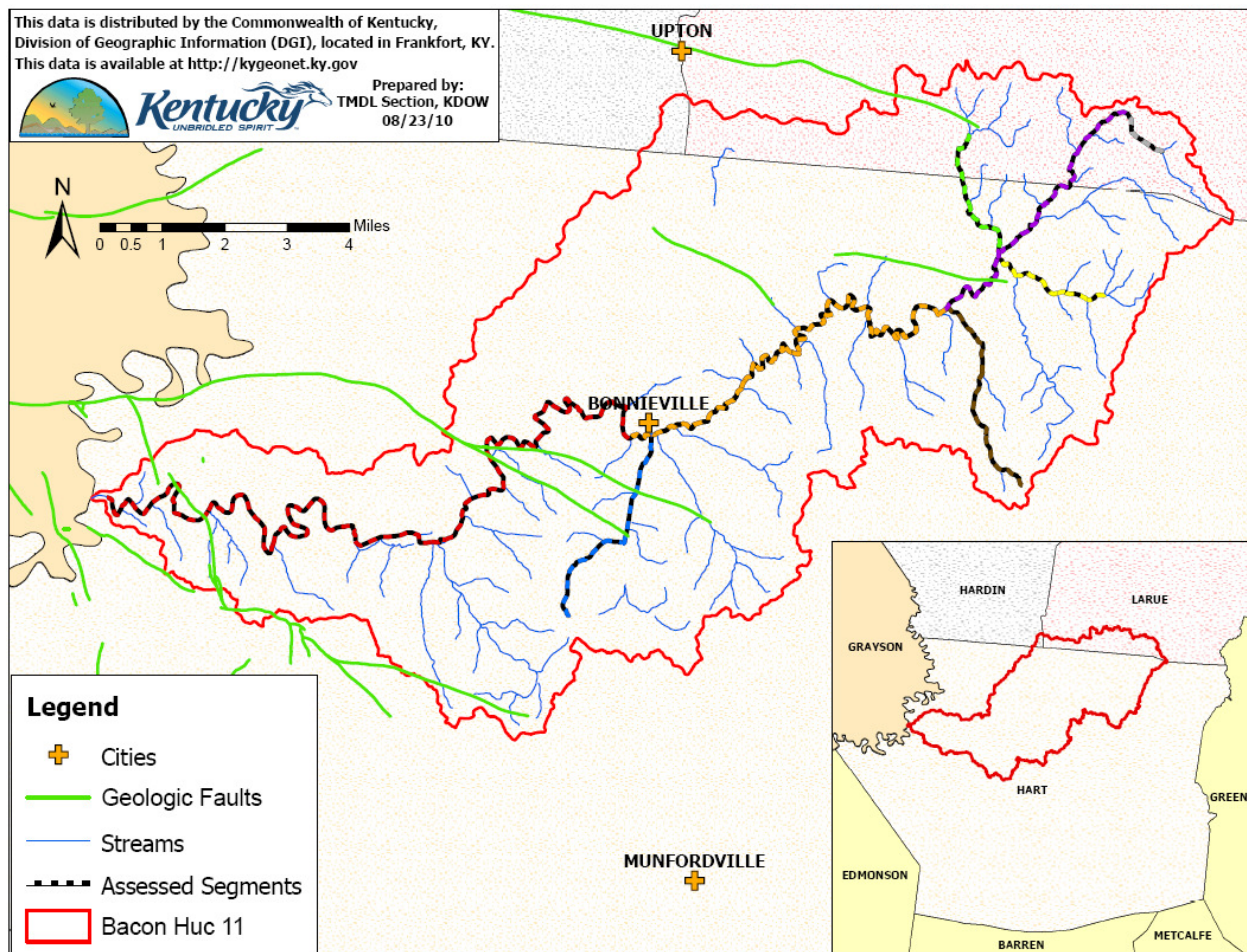 This data is distributed by the Commonwealth of Kentucky,
Division of Geographic Information (DGI), located in Frankfort, KY.
This data is available at http://kygeonet.ky.gov
Kentucky
UNBRIDLED SPIRIT
Prepared by:
TMDL Section, KDOW
08/23/10
UPTON
N
0 0.5 1 2 3 4 Miles
BONNIEVILLE
MUNFORDVILLE
Legend
Cities
Geologic Faults
Streams
Assessed Segments
Bacon Huc 11
HARDIN
LARUE
GRAYSON
HART
GREEN
EDMONSON
METCALFE
BARREN